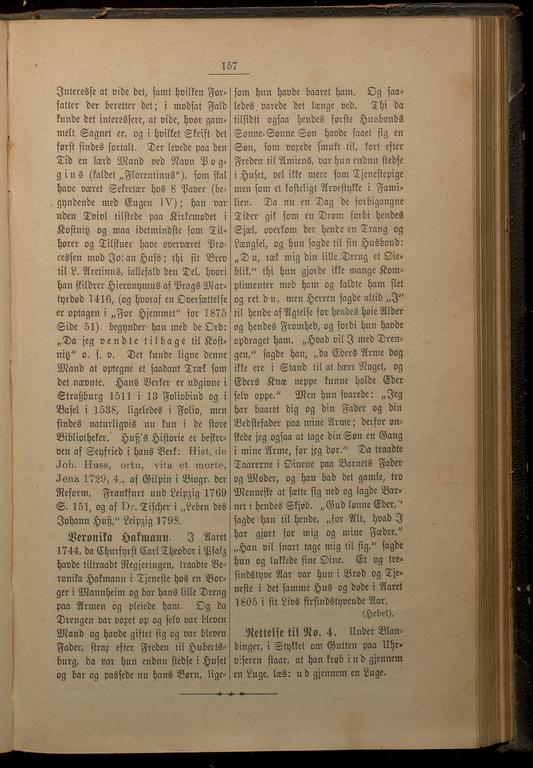 157
Interesse at vide det, samt hvilken For-
fatter der beretter det; i modsat Fald
kunde det interessere, at vide, hvor gam-
melt Sagnet er, og i hvilket Skrift det
først findes fortalt. Der levede paa den
Tid en lærd Mand ved Navn Pog-
gius (kaldet „Florentinus“), som skal
have været Sekretær hos 8 Paver (be-
gyndende med Eugen IV); han var
uden Tvivl tilstede paa Kirkemødet i
Kostnitz og maa idetmindste som Til-
hører og Tilskuer have overværet Pro-
cessen mod Johan Huss; thi sit Brev
til L. Aretinus, iallefald den Del, hvori
han skildrer Hieronymus af Prags Mar-
tyrdød 1416, (og hvoraf en Oversættelse
er optagen i „For Hjemmet“ for 1875
Side 51). begynder han med de Ord:
„Da jeg vendte tilbage til Kost-
nitz“ o. s. v. Det kunde ligne denne
Mand at optegne et saadant Træk som
det nævnte. Hans Verker er udgivne i
Straßburg 1511 i 13 Foliobind og i
Basel i 1538, ligeledes i Folio, men
findes naturligvis nu kun i de store
Bibliotheker. Huß's Historie er beskre-
ven af Seyfried i hans Verk: Hist. de
Joh. Huss, ortu, vita et morte,
Jena 1729, 4., af Gilpin i Biogr. der
Reform. Frankfurt und Leipzig 1769
S. 151, og af Dr. Tischer i „Leben des
Johann Huß,“ Leipzig 1798.
Veronika Hakmann. I Aaret
1744, da Churfyrst Carl Theodor i Pfalz
havde tiltraadt Regjeringen, traadte Ve-
ronika Hakmann i Tjeneste hos en Bor-
ger i Mannheim og bar hans lille Dreng
paa Armen og pleiede ham. Og da
Drengen var voxet op og selv var bleven
Mand og havde giftet sig og var bleven
Fader, strax efter Freden til Huberts-
burg, da var hun endnu stedse i Huset
og bar og passede nu hans Børn, lige-
som hun havde baaret ham. Og saa-
ledes varede det længe ved. Thi da
tilsidst ogsaa hendes første Husbonds
Sønne-Sønne Søn havde faaet sig en
Søn, som voxede smukt til, kort efter
Freden til Amiens, var hun endnu stedse
i Huset, vel ikke mere som Tjenestepige
men som et kosteligt Arvestykke i Fami-
lien. Da nu en Dag de forbigangne
Tider gik som en Drøm forbi hendes
Sjæl, overkom der hende en Trang og
Længsel, og hun sagde til sin Husbond:
„Du, ræk mig din lille Dreng et Øie-
blik,“ thi hun gjorde ikke mange Kom-
plimenter med ham og kaldte ham slet
og ret du, men Herren sagde altid „I“
til hende af Agtelse for hendes høie Alder
og hendes Fromhed, og fordi hun havde
opdraget ham. „Hvad vil I med Dren-
gen,“ sagde han, „da Eders Arme dog
ikke ere i Stand til at bære Noget, og
Eders Knæ neppe kunne holde Eder
selv oppe.“ Men hun svarede: „Jeg
har baaret dig og din Fader og din
Bedstefader paa mine Arme; derfor øn-
skede jeg ogsaa at tage din Søn en Gang
i mine Arme, før jeg dør.“ Da traadte
Taarerne i Øinene paa Barnets Fader
og Moder, og han bad det gamle, tro
Menneske at sætte sig ned og lagde Bar-
net i hendes Skjød. „Gud lønne Eder,“
sagde han til hende, „for Alt, hvad I
har gjort for mig og mine Fædre.“
„Han vil snart tage mig til sig,“ sagde
hun og lukkede sine Øine. Et og tre-
sindstyve Aar var hun i Brød og Tje-
neste i det samme Hus og døde i Aaret
1805 i sit Livs firsindstyvende Aar.
(Hebel).
Rettelse til No. 4. Under Blan-
dinger, i Stykket om Gutten paa Uhr-
viseren staar, at han krøb ind gjennem
en Luge, læs: ud gjennem en Luge.